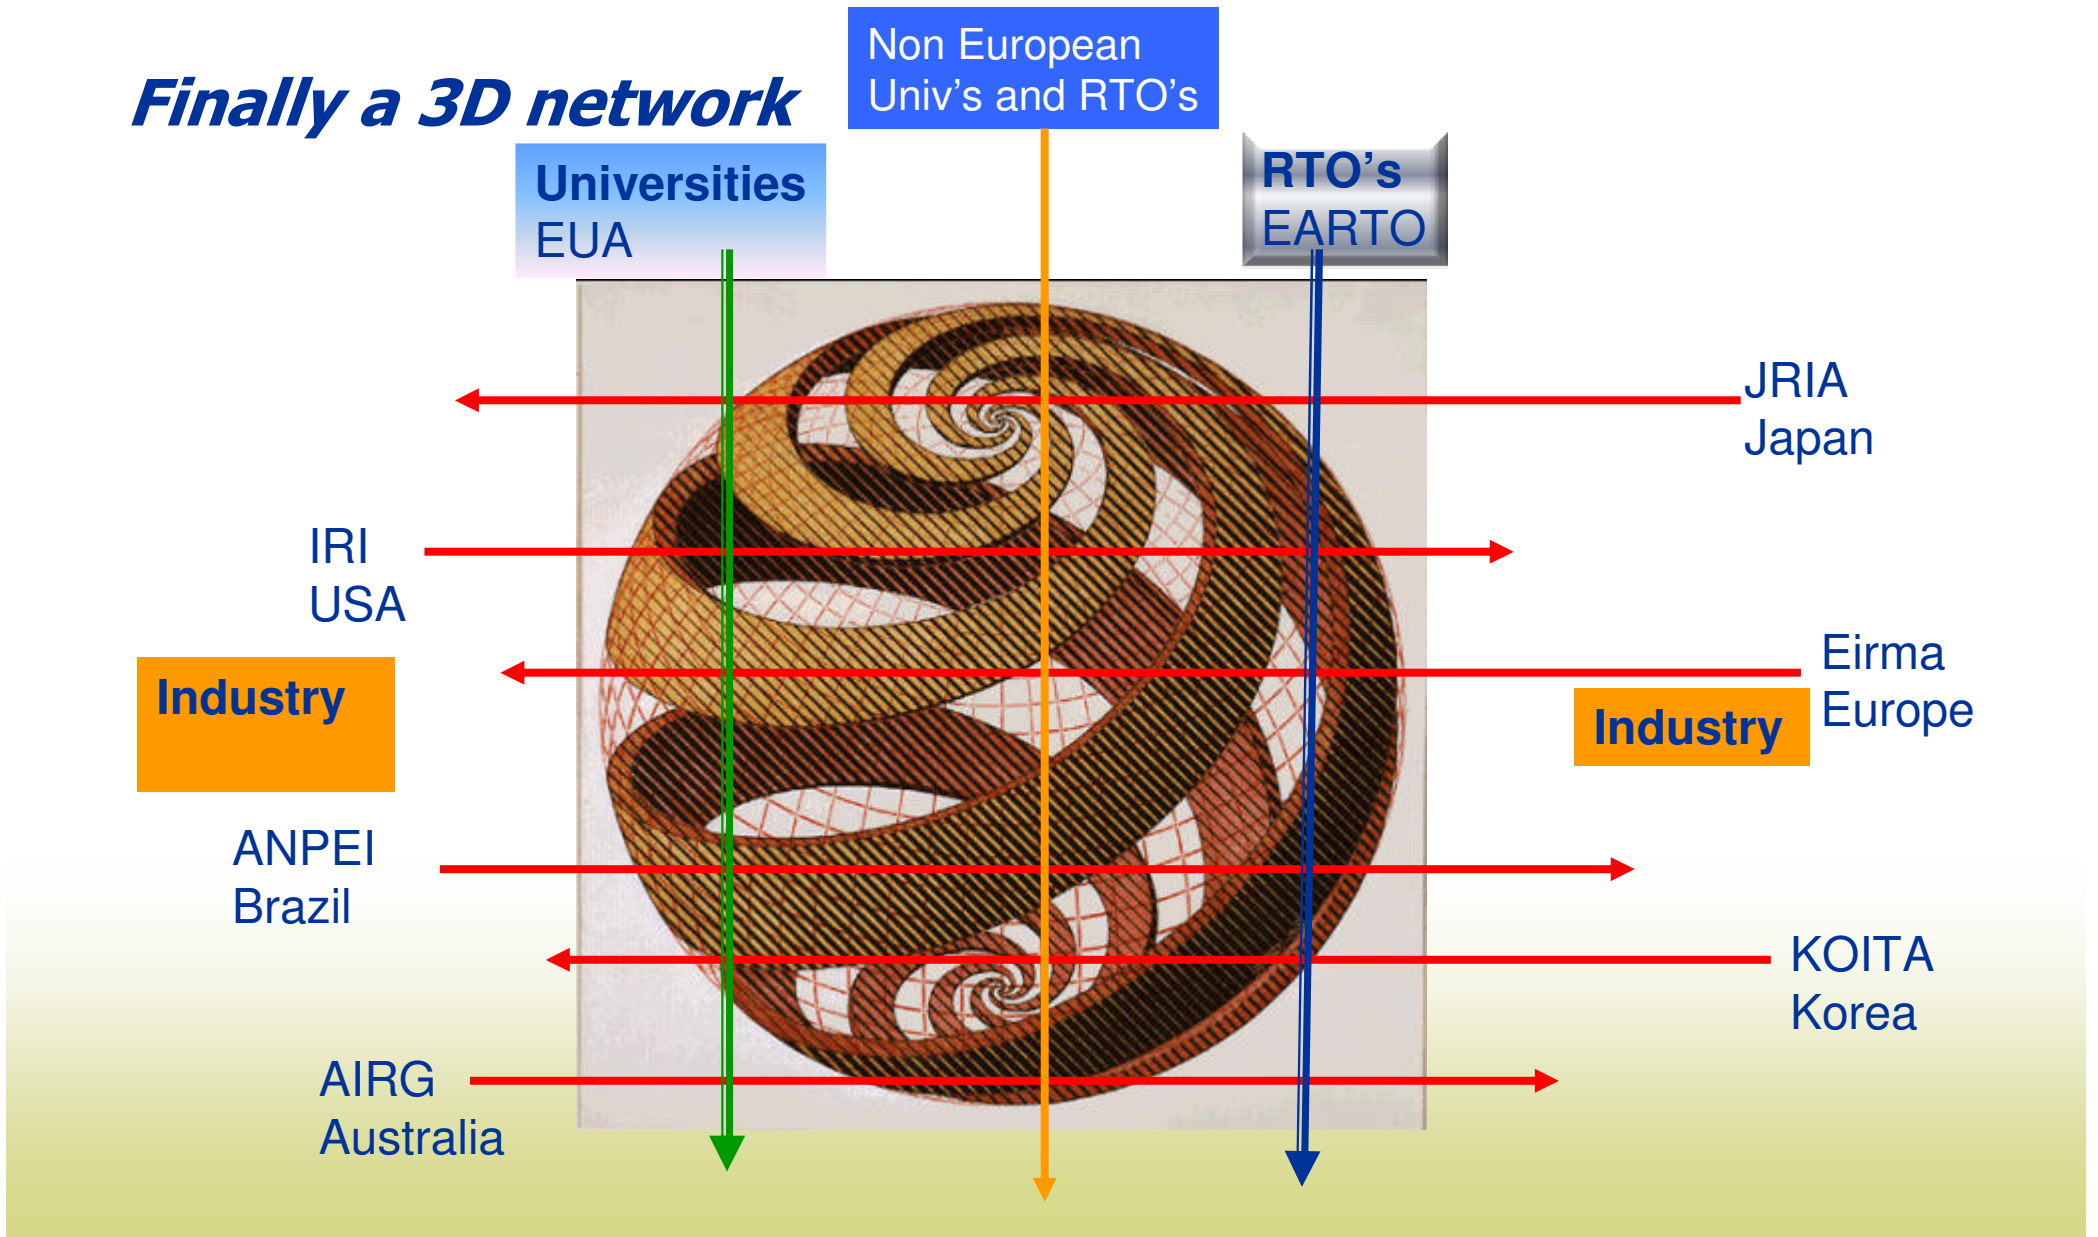 Non European
Univ's and RTO's
Finally a 3D network
Universities
EUA
RTO's
EARTO
JRIA
Japan
IRI
USA
Eirma
Europe
Industry
Industry
ANPEI
Brazil
KOITA
Korea
AIRG
Australia